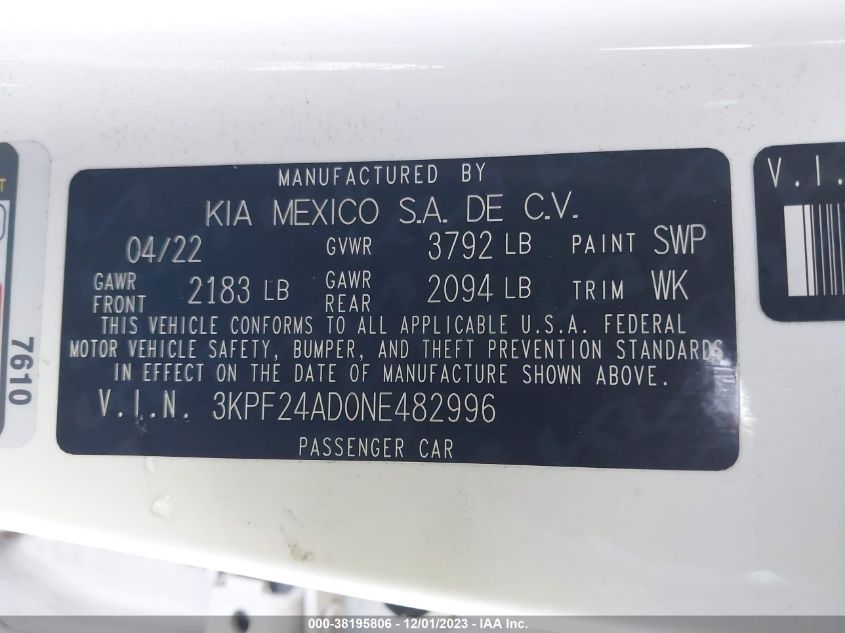 MANUFACTURED BY
KIA MEXICO S.A. DE C.V.
04/22 GVWR 3792 LB PAINT SWP
GAWR FRONT 2183 LB GAWR REAR 2094 LB TRIM WK
THIS VEHICLE CONFORMS TO ALL APPLICABLE U.S.A. FEDERAL
MOTOR VEHICLE SAFETY, BUMPER, AND THEFT PREVENTION STANDARDS
IN EFFECT ON THE DATE OF MANUFACTURE SHOWN ABOVE.
V.I.N. 3KPF24AD0NE482996
PASSENGER CAR
7610
V.I.
000-38195806 - 12/01/2023 - IAA Inc.